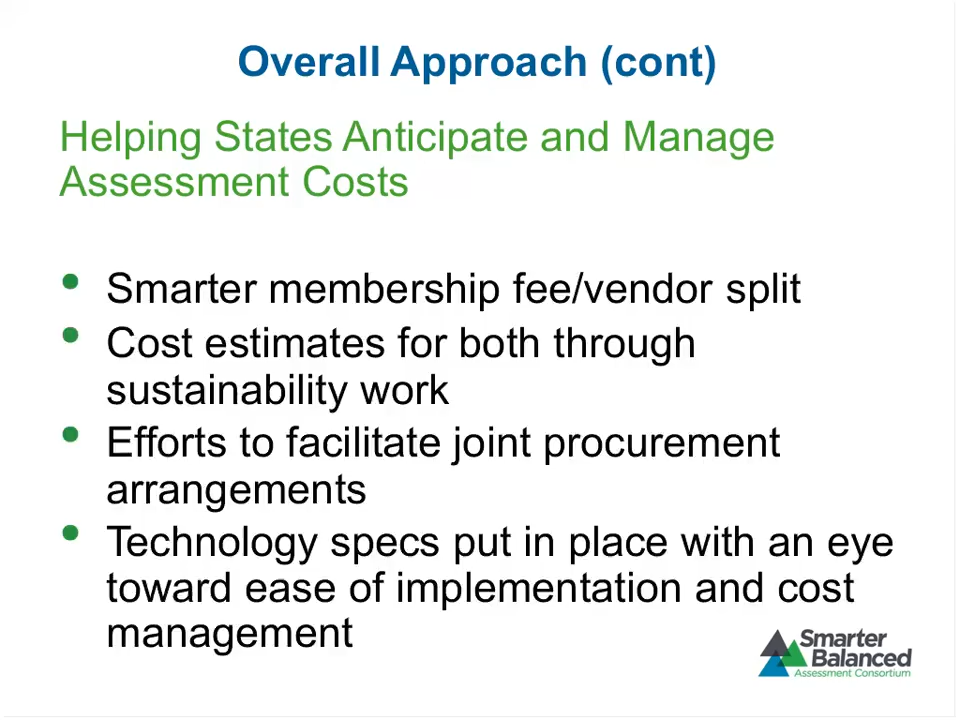 Overall Approach (cont)
Helping States Anticipate and Manage
Assessment Costs
• Smarter membership fee/vendor split
• Cost estimates for both through
sustainability work
• Efforts to facilitate joint procurement
arrangements
• Technology specs put in place with an eye
toward ease of implementation and cost
management
Smarter
Balanced
Assessment Consortium